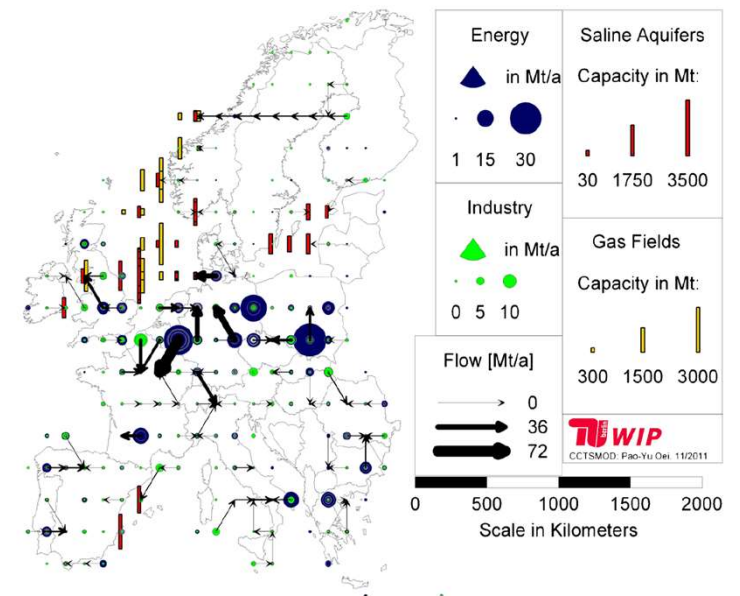 Energy
in Mt/a
1 15 30
Saline Aquifers
Capacity in Mt:
30 1750 3500
Industry
in Mt/a
0 5 10
Gas Fields
Capacity in Mt:
300 1500 3000
Flow [Mt/a]
0
36
72
WIP
CCTSMOD: Pao-Yu Oei 11/2011
0 500 1000 1500 2000
Scale in Kilometers